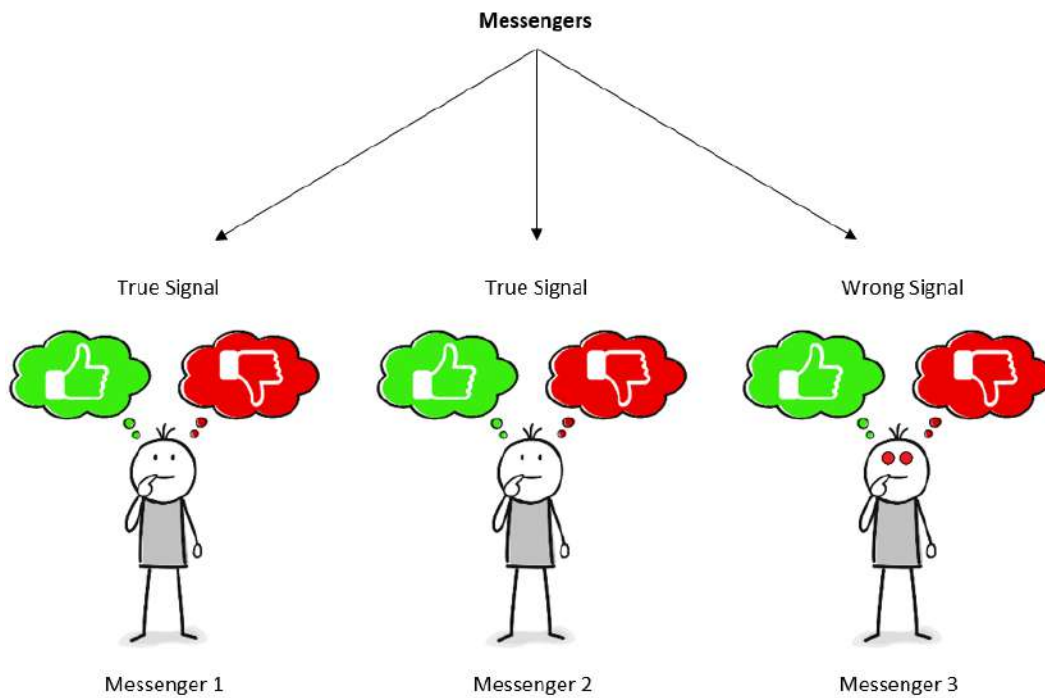 Messengers
True Signal
True Signal
Wrong Signal
Messenger 1
Messenger 2
Messenger 3